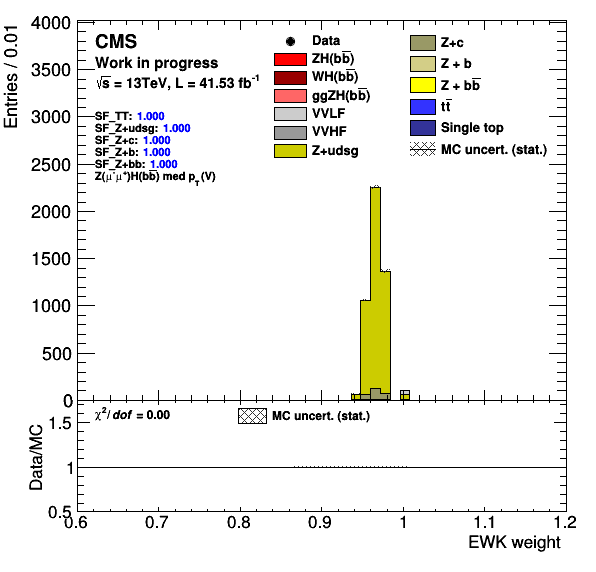 CMS
Work in progress
√s = 13TeV, L = 41.53 fb⁻¹
SF_TT: 1.000
SF_Z+udsg: 1.000
SF_Z+c: 1.000
SF_Z+b: 1.000
SF_Z+bb: 1.000
Z(μ⁻μ⁺)H(bb̅) med p_T(V)
Data
ZH(bb̅)
WH(bb̅)
ggZH(bb̅)
VVLF
VVHF
Z+udsg
Z+c
Z + b
Z + bb̅
tt̅
Single top
MC uncert. (stat.)
Entries / 0.01
4000
3500
3000
2500
2000
1500
1000
500
0
χ²/dof = 0.00
MC uncert. (stat.)
Data/MC
1.5
1
0.5
0.6 0.7 0.8 0.9 1 1.1 1.2
EWK weight